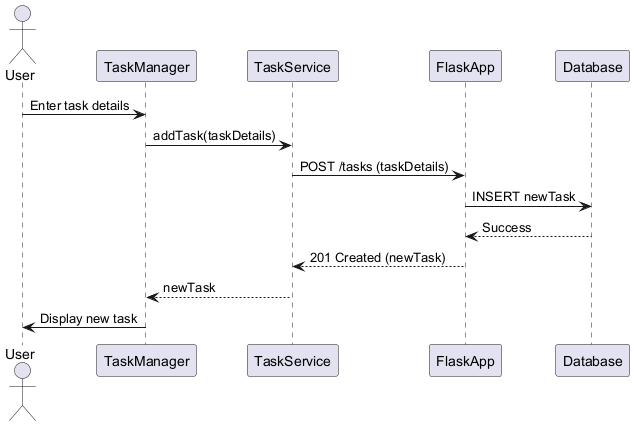 User
TaskManager
TaskService
FlaskApp
Database
Enter task details
addTask(taskDetails)
POST /tasks (taskDetails)
INSERT newTask
Success
201 Created (newTask)
newTask
Display new task
User
TaskManager
TaskService
FlaskApp
Database